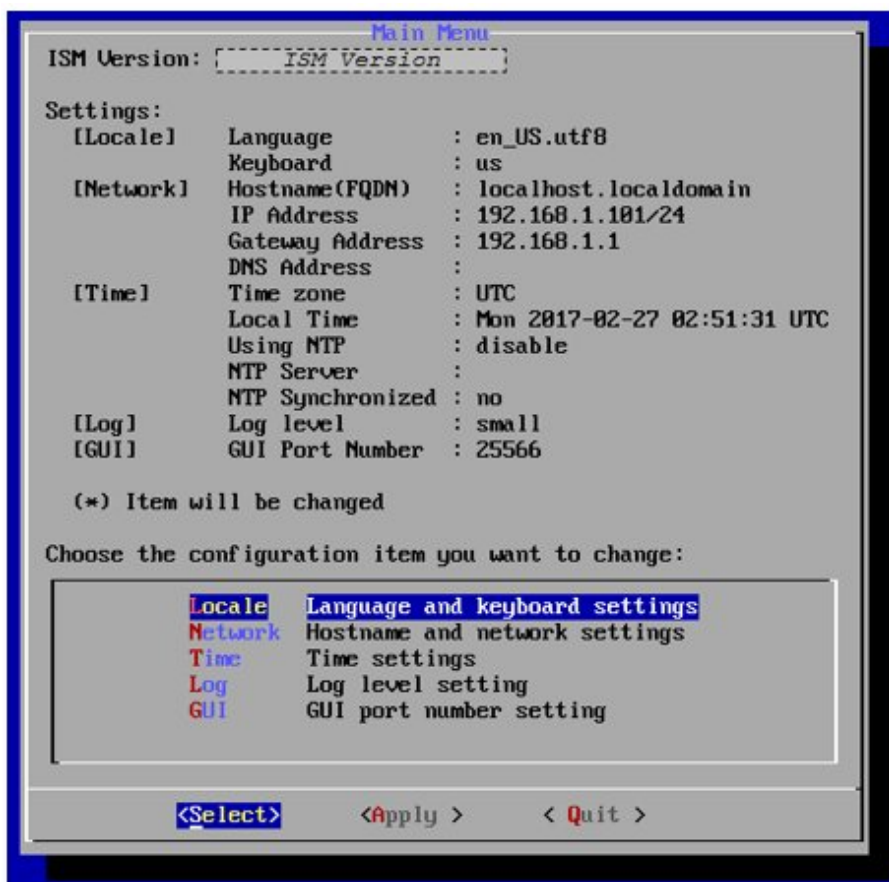 Main Menu
ISM Version: ISM Version
Settings:
[Locale] Language : en_US.utf8
Keyboard : us
[Network] Hostname(FQDN) : localhost.localdomain
IP Address : 192.168.1.101/24
Gateway Address : 192.168.1.1
DNS Address :
[Time] Time zone : UTC
Local Time : Mon 2017-02-27 02:51:31 UTC
Using NTP : disable
NTP Server :
NTP Synchronized : no
[Log] Log level : small
[GUI] GUI Port Number : 25566
(*) Item will be changed
Choose the configuration item you want to change:
Locale Language and keyboard settings
Network Hostname and network settings
Time Time settings
Log Log level setting
GUI GUI port number setting
<Select> <Apply > < Quit >